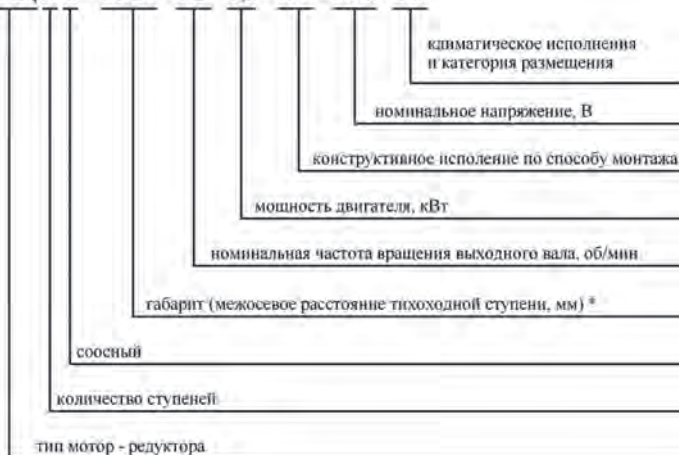 климатическое исполнения
и категория размещения
номинальное напряжение, В
конструктивное исполение по способу монтажа
мощность двигателя, кВт
номинальная частота вращения выходного вала, об/мин
габарит (межосевое расстояние тихоходной ступени, мм) *
соосный
количество ступеней
тип мотор - редуктора